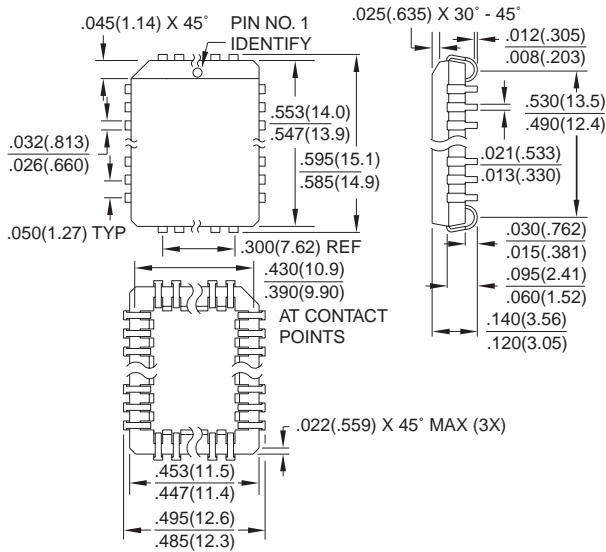 .045(1.14) X 45°
PIN NO. 1
IDENTIFY
.025(.635) X 30° - 45°
.012(.305)
.008(.203)
.553(14.0)
.547(13.9)
.530(13.5)
.490(12.4)
.032(.813)
.026(.660)
.595(15.1)
.585(14.9)
.021(.533)
.013(.330)
.050(1.27) TYP
.300(7.62) REF
.030(.762)
.015(.381)
.430(10.9)
.390(9.90)
AT CONTACT
POINTS
.095(2.41)
.060(1.52)
.140(3.56)
.120(3.05)
.022(.559) X 45° MAX (3X)
.453(11.5)
.447(11.4)
.495(12.6)
.485(12.3)